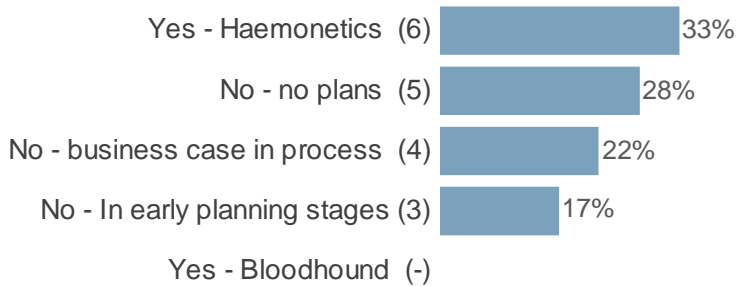 Yes - Haemonetics (6) 33%
No - no plans (5) 28%
No - business case in process (4) 22%
No - In early planning stages (3) 17%
Yes - Bloodhound (-)